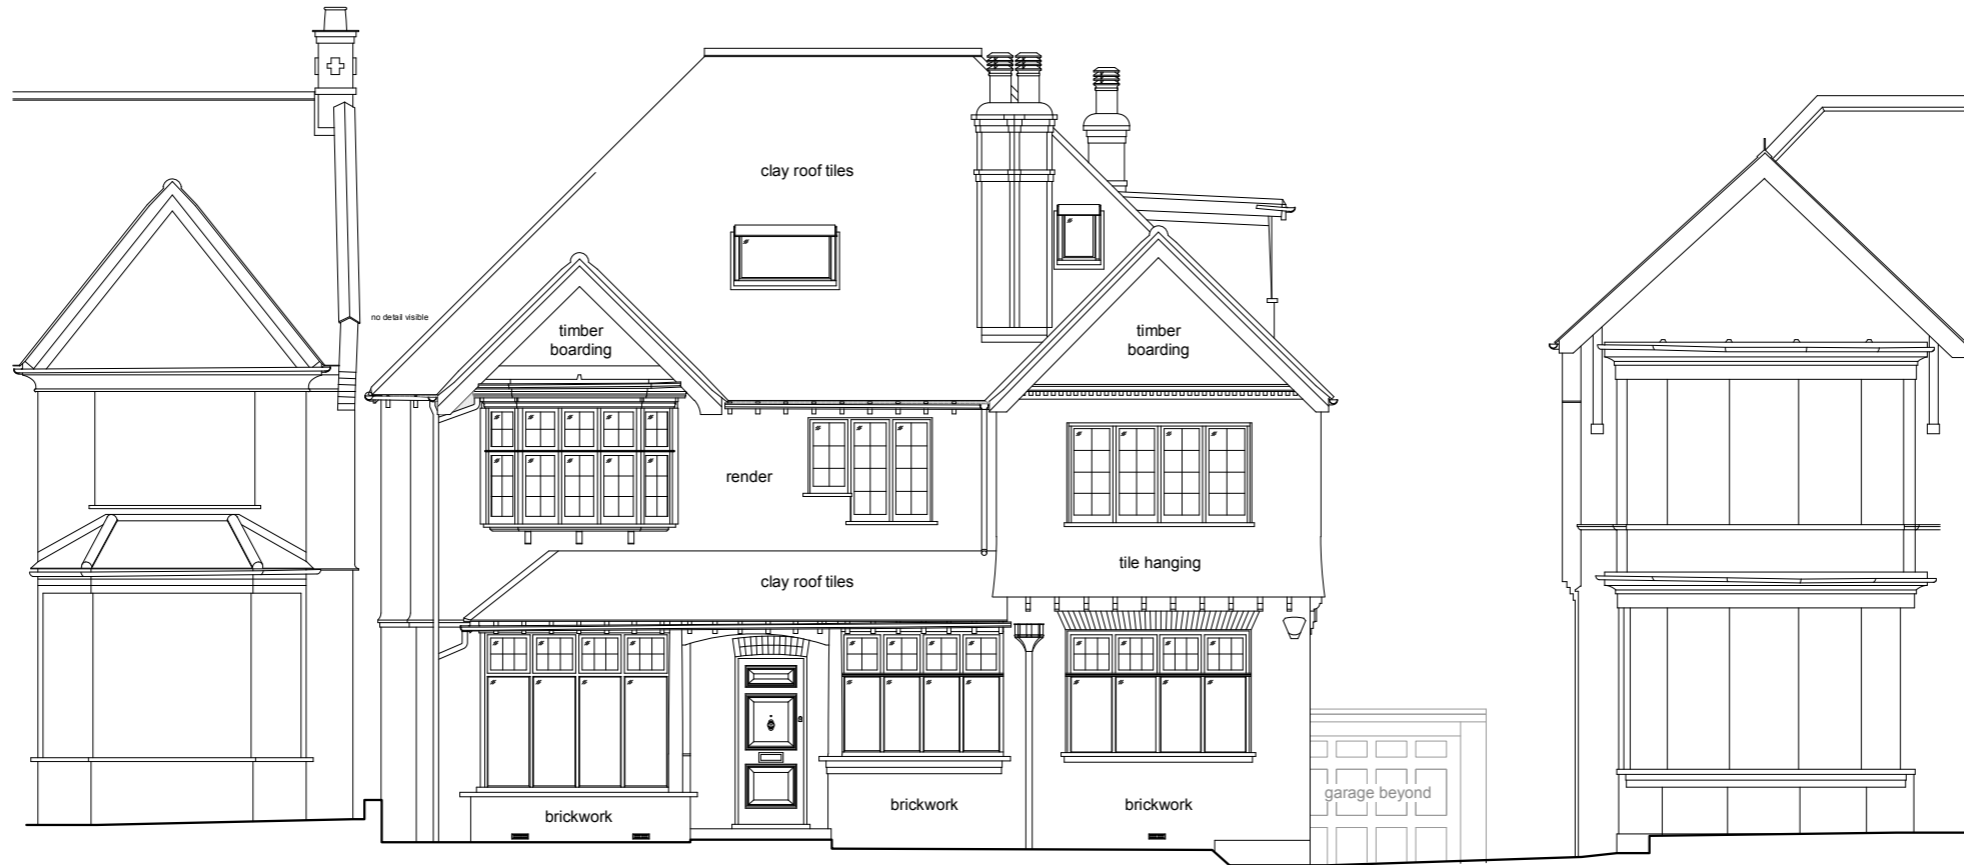 clay roof tiles
no detail visible
timber
boarding
timber
boarding
render
tile hanging
clay roof tiles
garage beyond
brickwork
brickwork
brickwork